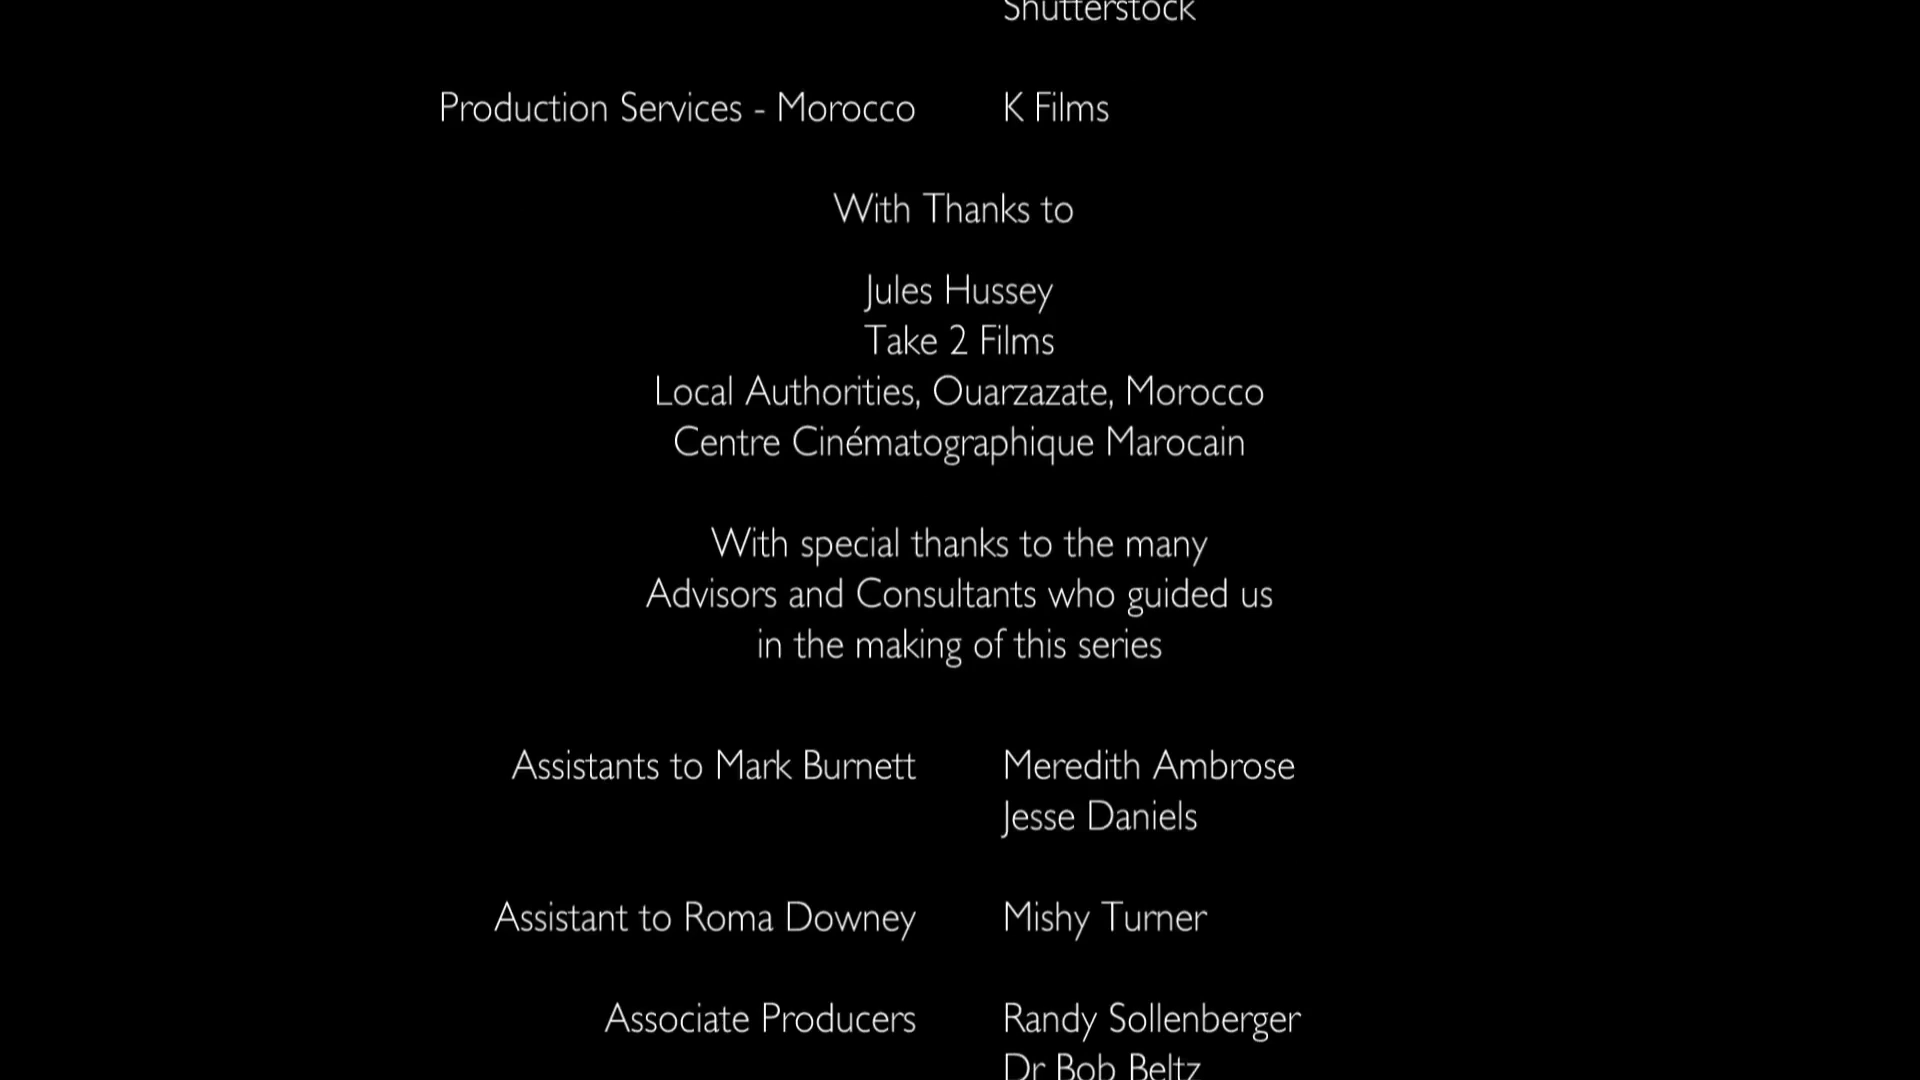 Shutterstock
Production Services - Morocco K Films
With Thanks to
Jules Hussey
Take 2 Films
Local Authorities, Ouarzazate, Morocco
Centre Cinématographique Marocain
With special thanks to the many
Advisors and Consultants who guided us
in the making of this series
Assistants to Mark Burnett Meredith Ambrose
Jesse Daniels
Assistant to Roma Downey Mishy Turner
Associate Producers Randy Sollenberger
Dr Bob Beltz